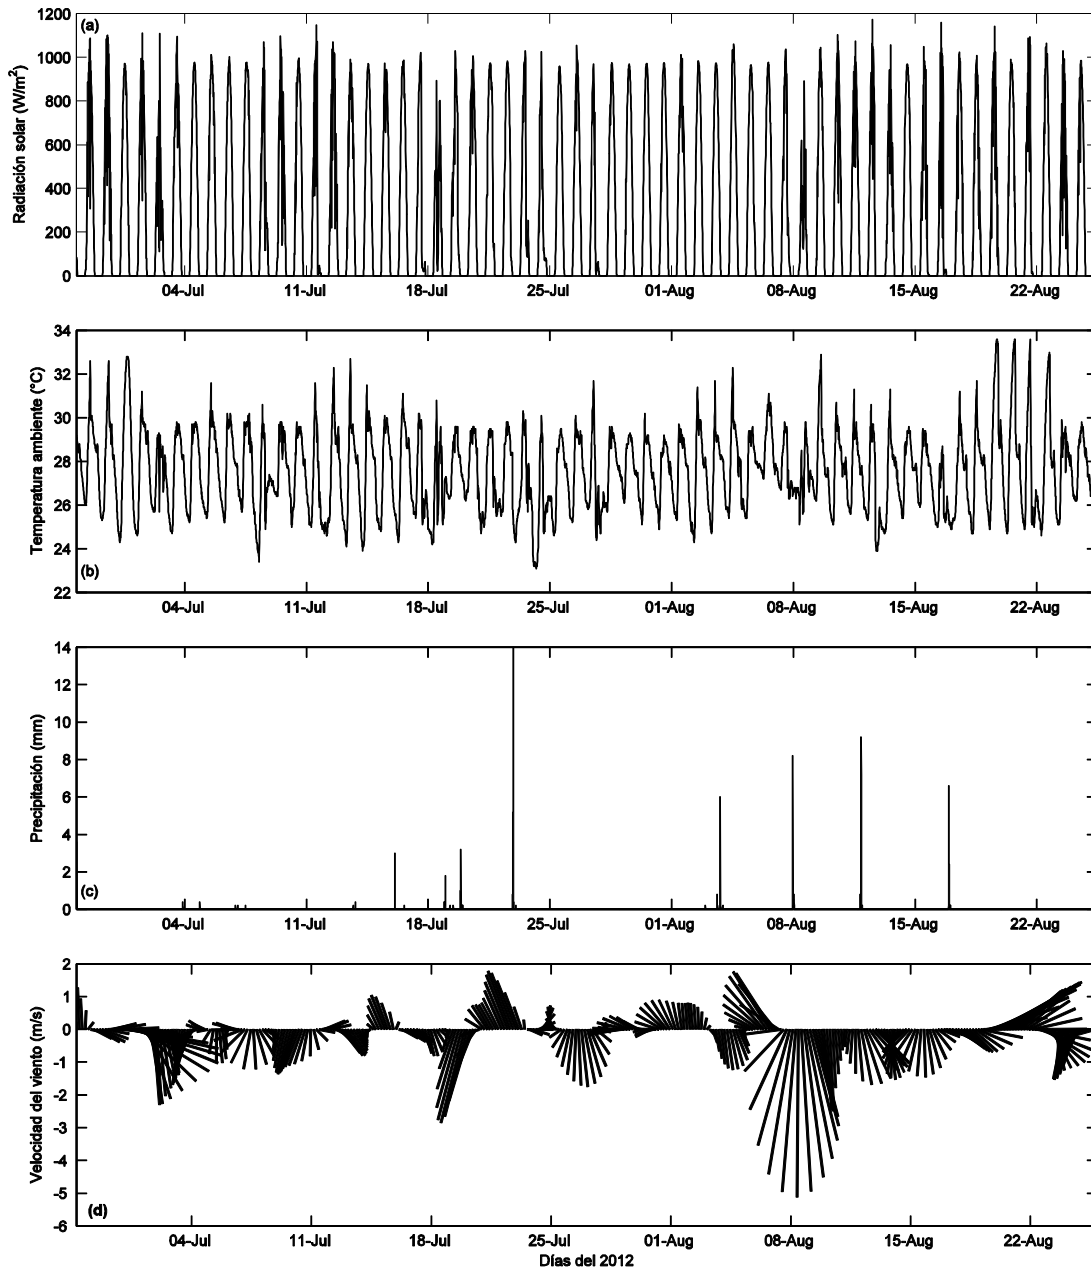 (a)
Radiación solar (W/m²)
1200
1000
800
600
400
200
0
04-Jul 11-Jul 18-Jul 25-Jul 01-Aug 08-Aug 15-Aug 22-Aug
Temperatura ambiente (°C)
34
32
30
28
26
24
22
(b)
04-Jul 11-Jul 18-Jul 25-Jul 01-Aug 08-Aug 15-Aug 22-Aug
Precipitación (mm)
14
12
10
8
6
4
2
0
(c)
04-Jul 11-Jul 18-Jul 25-Jul 01-Aug 08-Aug 15-Aug 22-Aug
Velocidad del viento (m/s)
2
1
0
-1
-2
-3
-4
-5
-6
(d)
04-Jul 11-Jul 18-Jul 25-Jul 01-Aug 08-Aug 15-Aug 22-Aug
Días del 2012